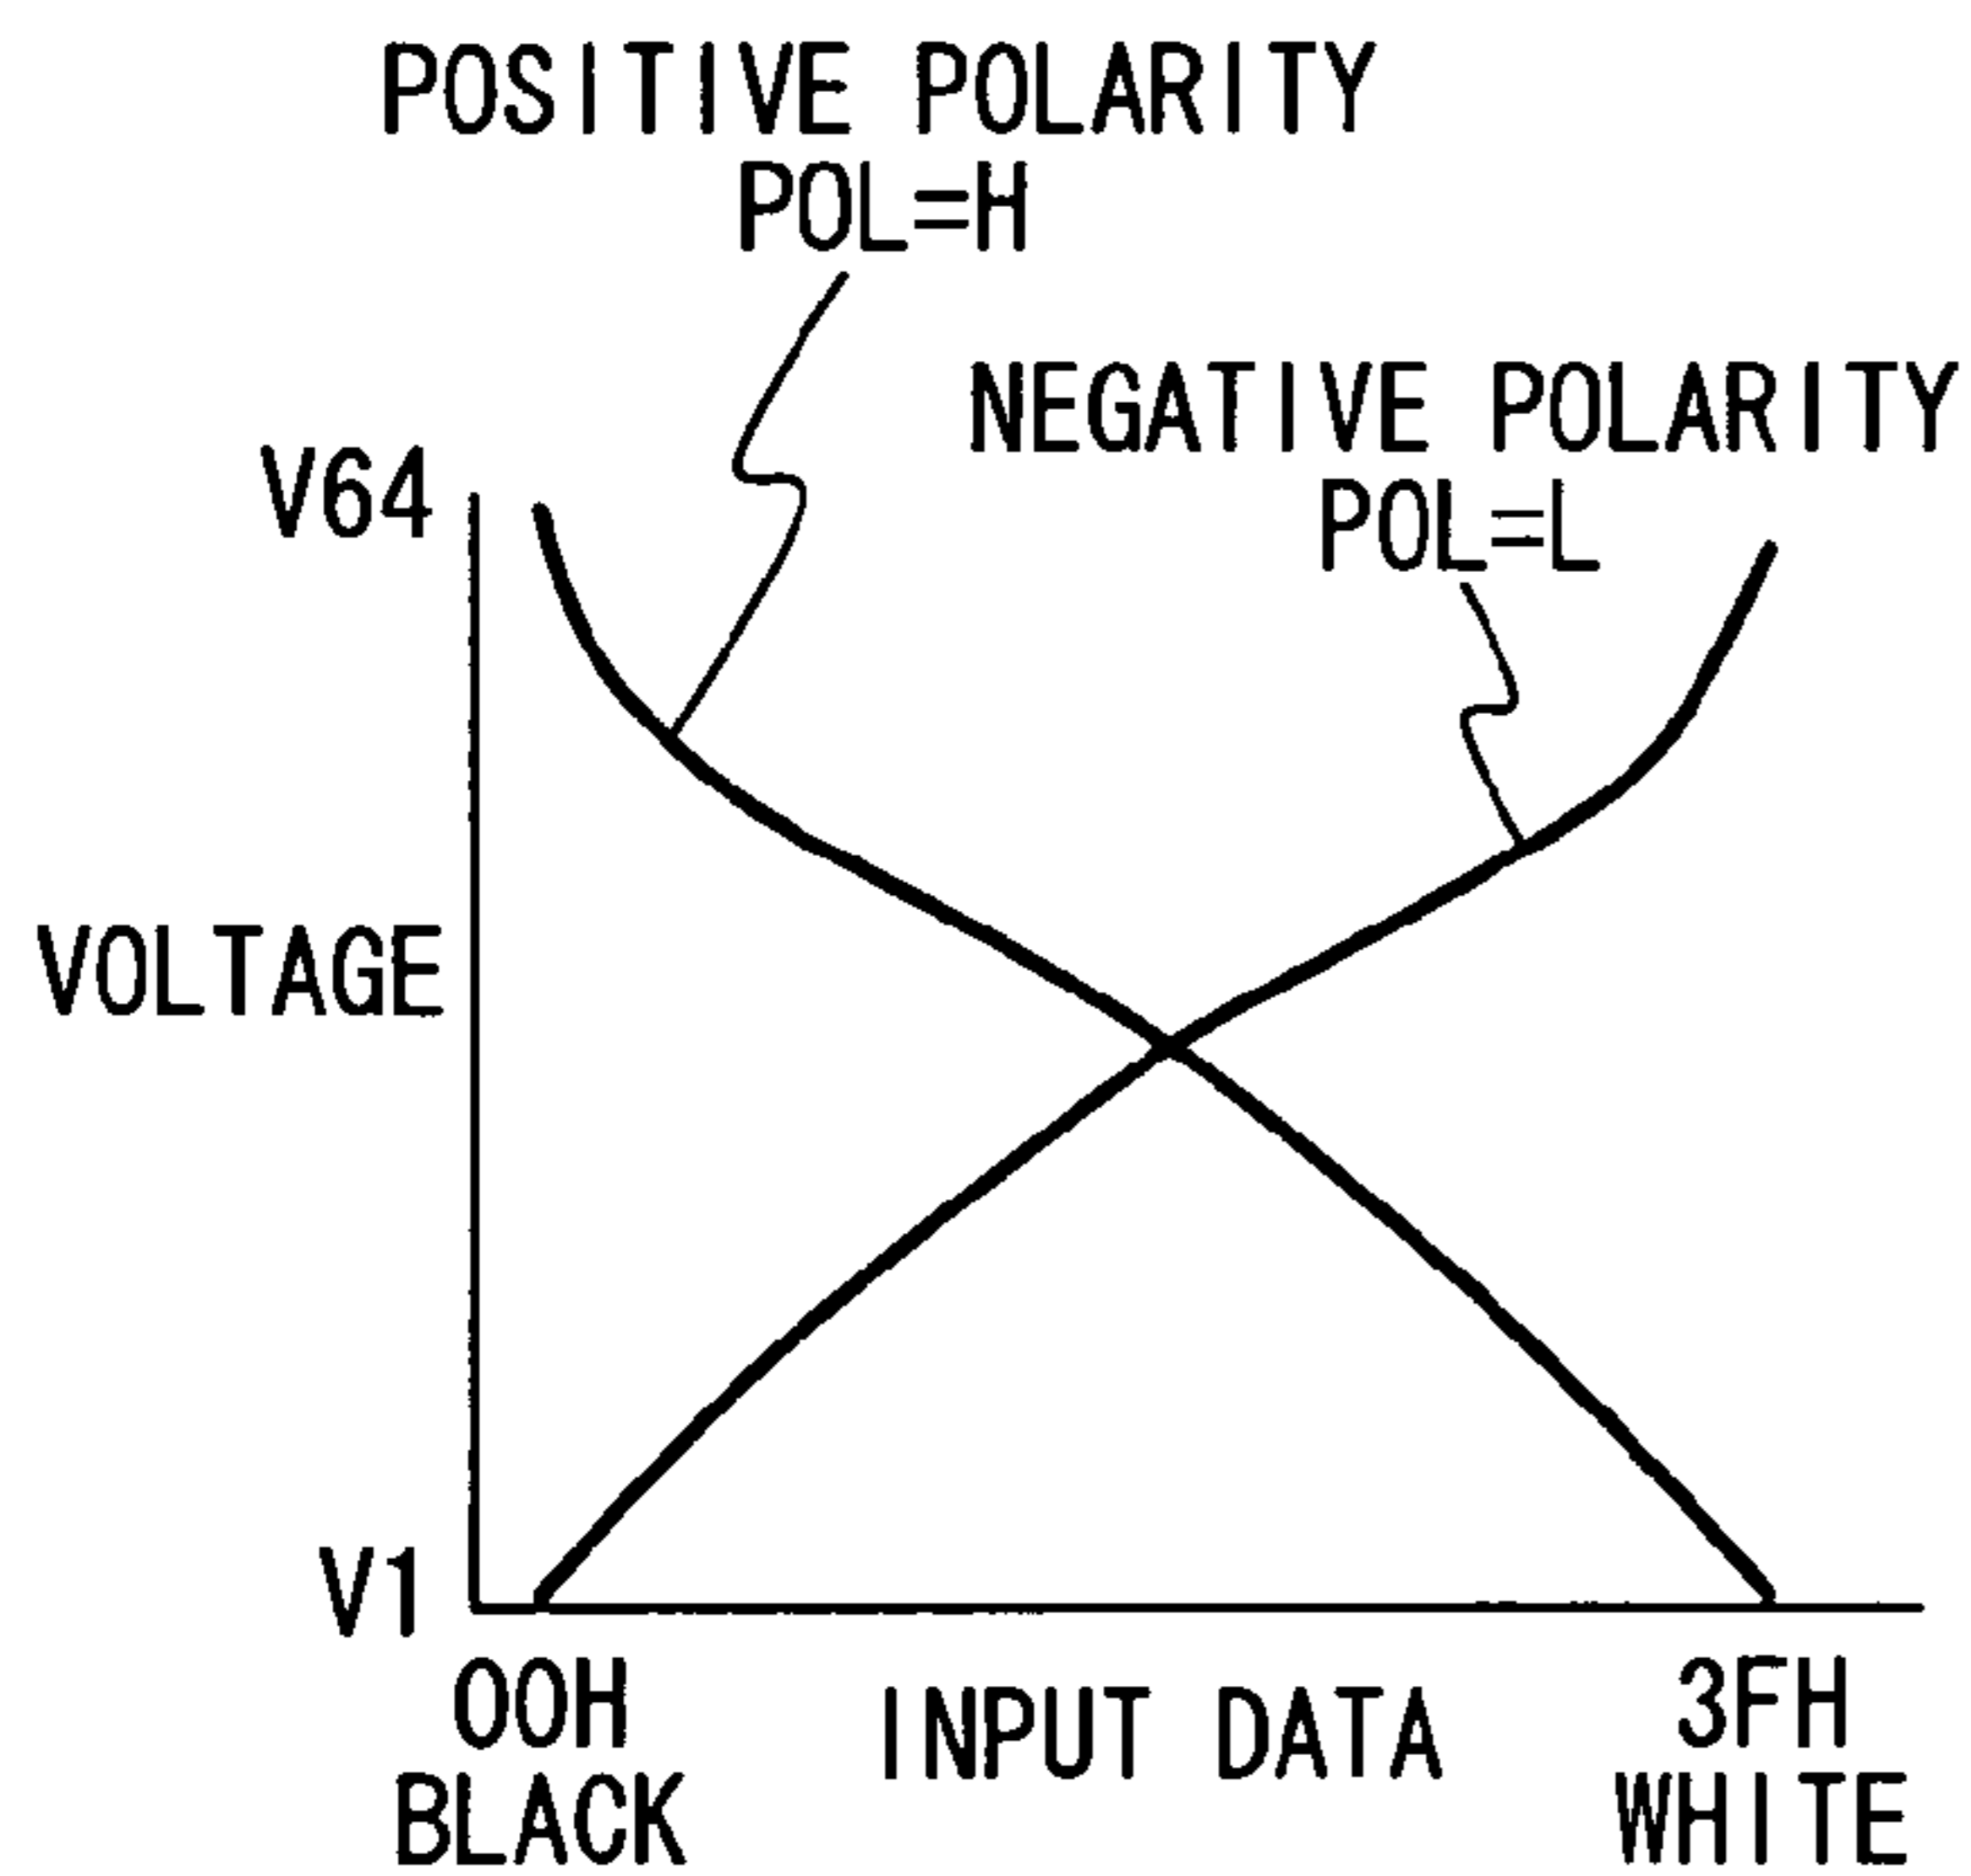 POSITIVE POLARITY
POL=H
NEGATIVE POLARITY
POL=L
V64
VOLTAGE
V1
00H
BLACK
INPUT DATA
3FH
WHITE